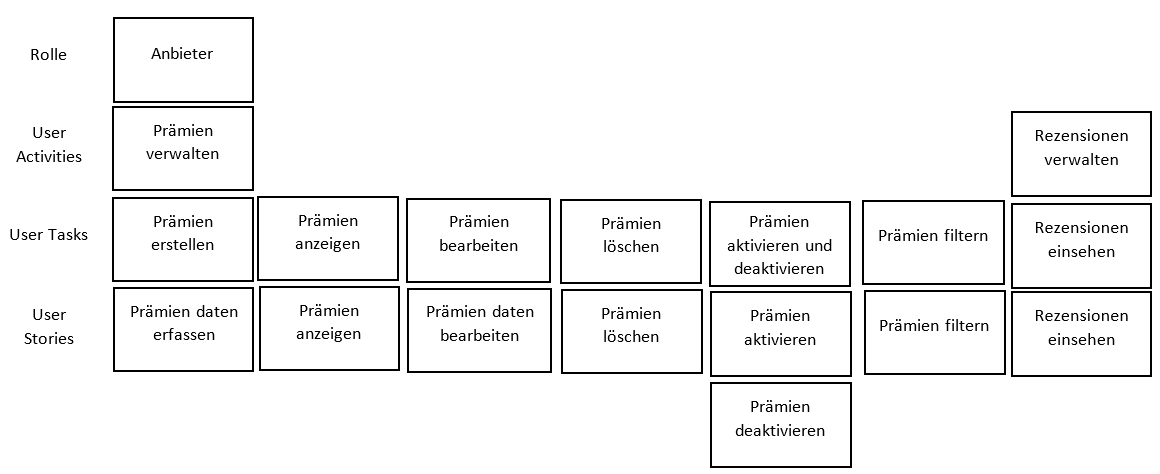 Rolle
Anbieter
User
Activities
Prämien
verwalten
Rezensionen
verwalten
User Tasks
Prämien
erstellen
Prämien
anzeigen
Prämien
bearbeiten
Prämien
löschen
Prämien
aktivieren und
deaktivieren
Prämien filtern
Rezensionen
einsehen
User
Stories
Prämien daten
erfassen
Prämien
anzeigen
Prämien daten
bearbeiten
Prämien
löschen
Prämien
aktivieren
Prämien filtern
Rezensionen
einsehen
Prämien
deaktivieren